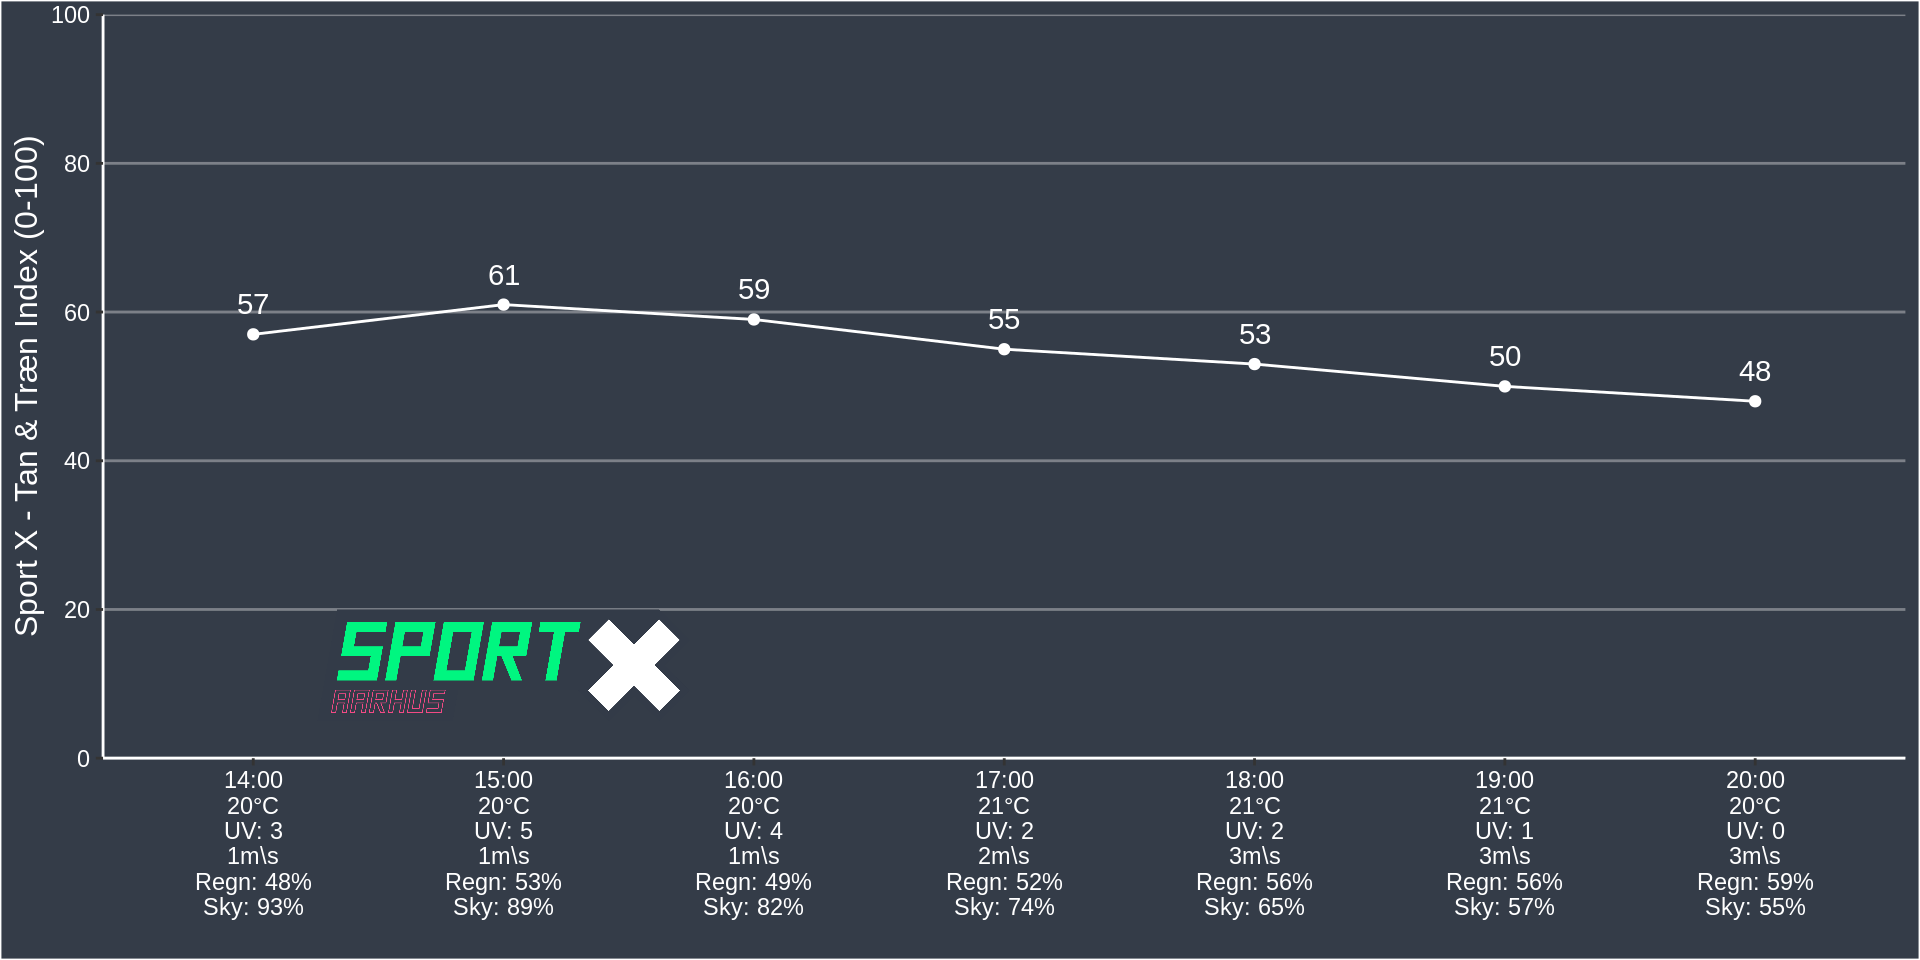 Sport X - Tan & Træn Index (0-100)
100
80
60
40
20
0
57
61
59
55
53
50
48
SPORT X
AARHUS
14:00
20°C
UV: 3
1m\s
Regn: 48%
Sky: 93%
15:00
20°C
UV: 5
1m\s
Regn: 53%
Sky: 89%
16:00
20°C
UV: 4
1m\s
Regn: 49%
Sky: 82%
17:00
21°C
UV: 2
2m\s
Regn: 52%
Sky: 74%
18:00
21°C
UV: 2
3m\s
Regn: 56%
Sky: 65%
19:00
21°C
UV: 1
3m\s
Regn: 56%
Sky: 57%
20:00
20°C
UV: 0
3m\s
Regn: 59%
Sky: 55%